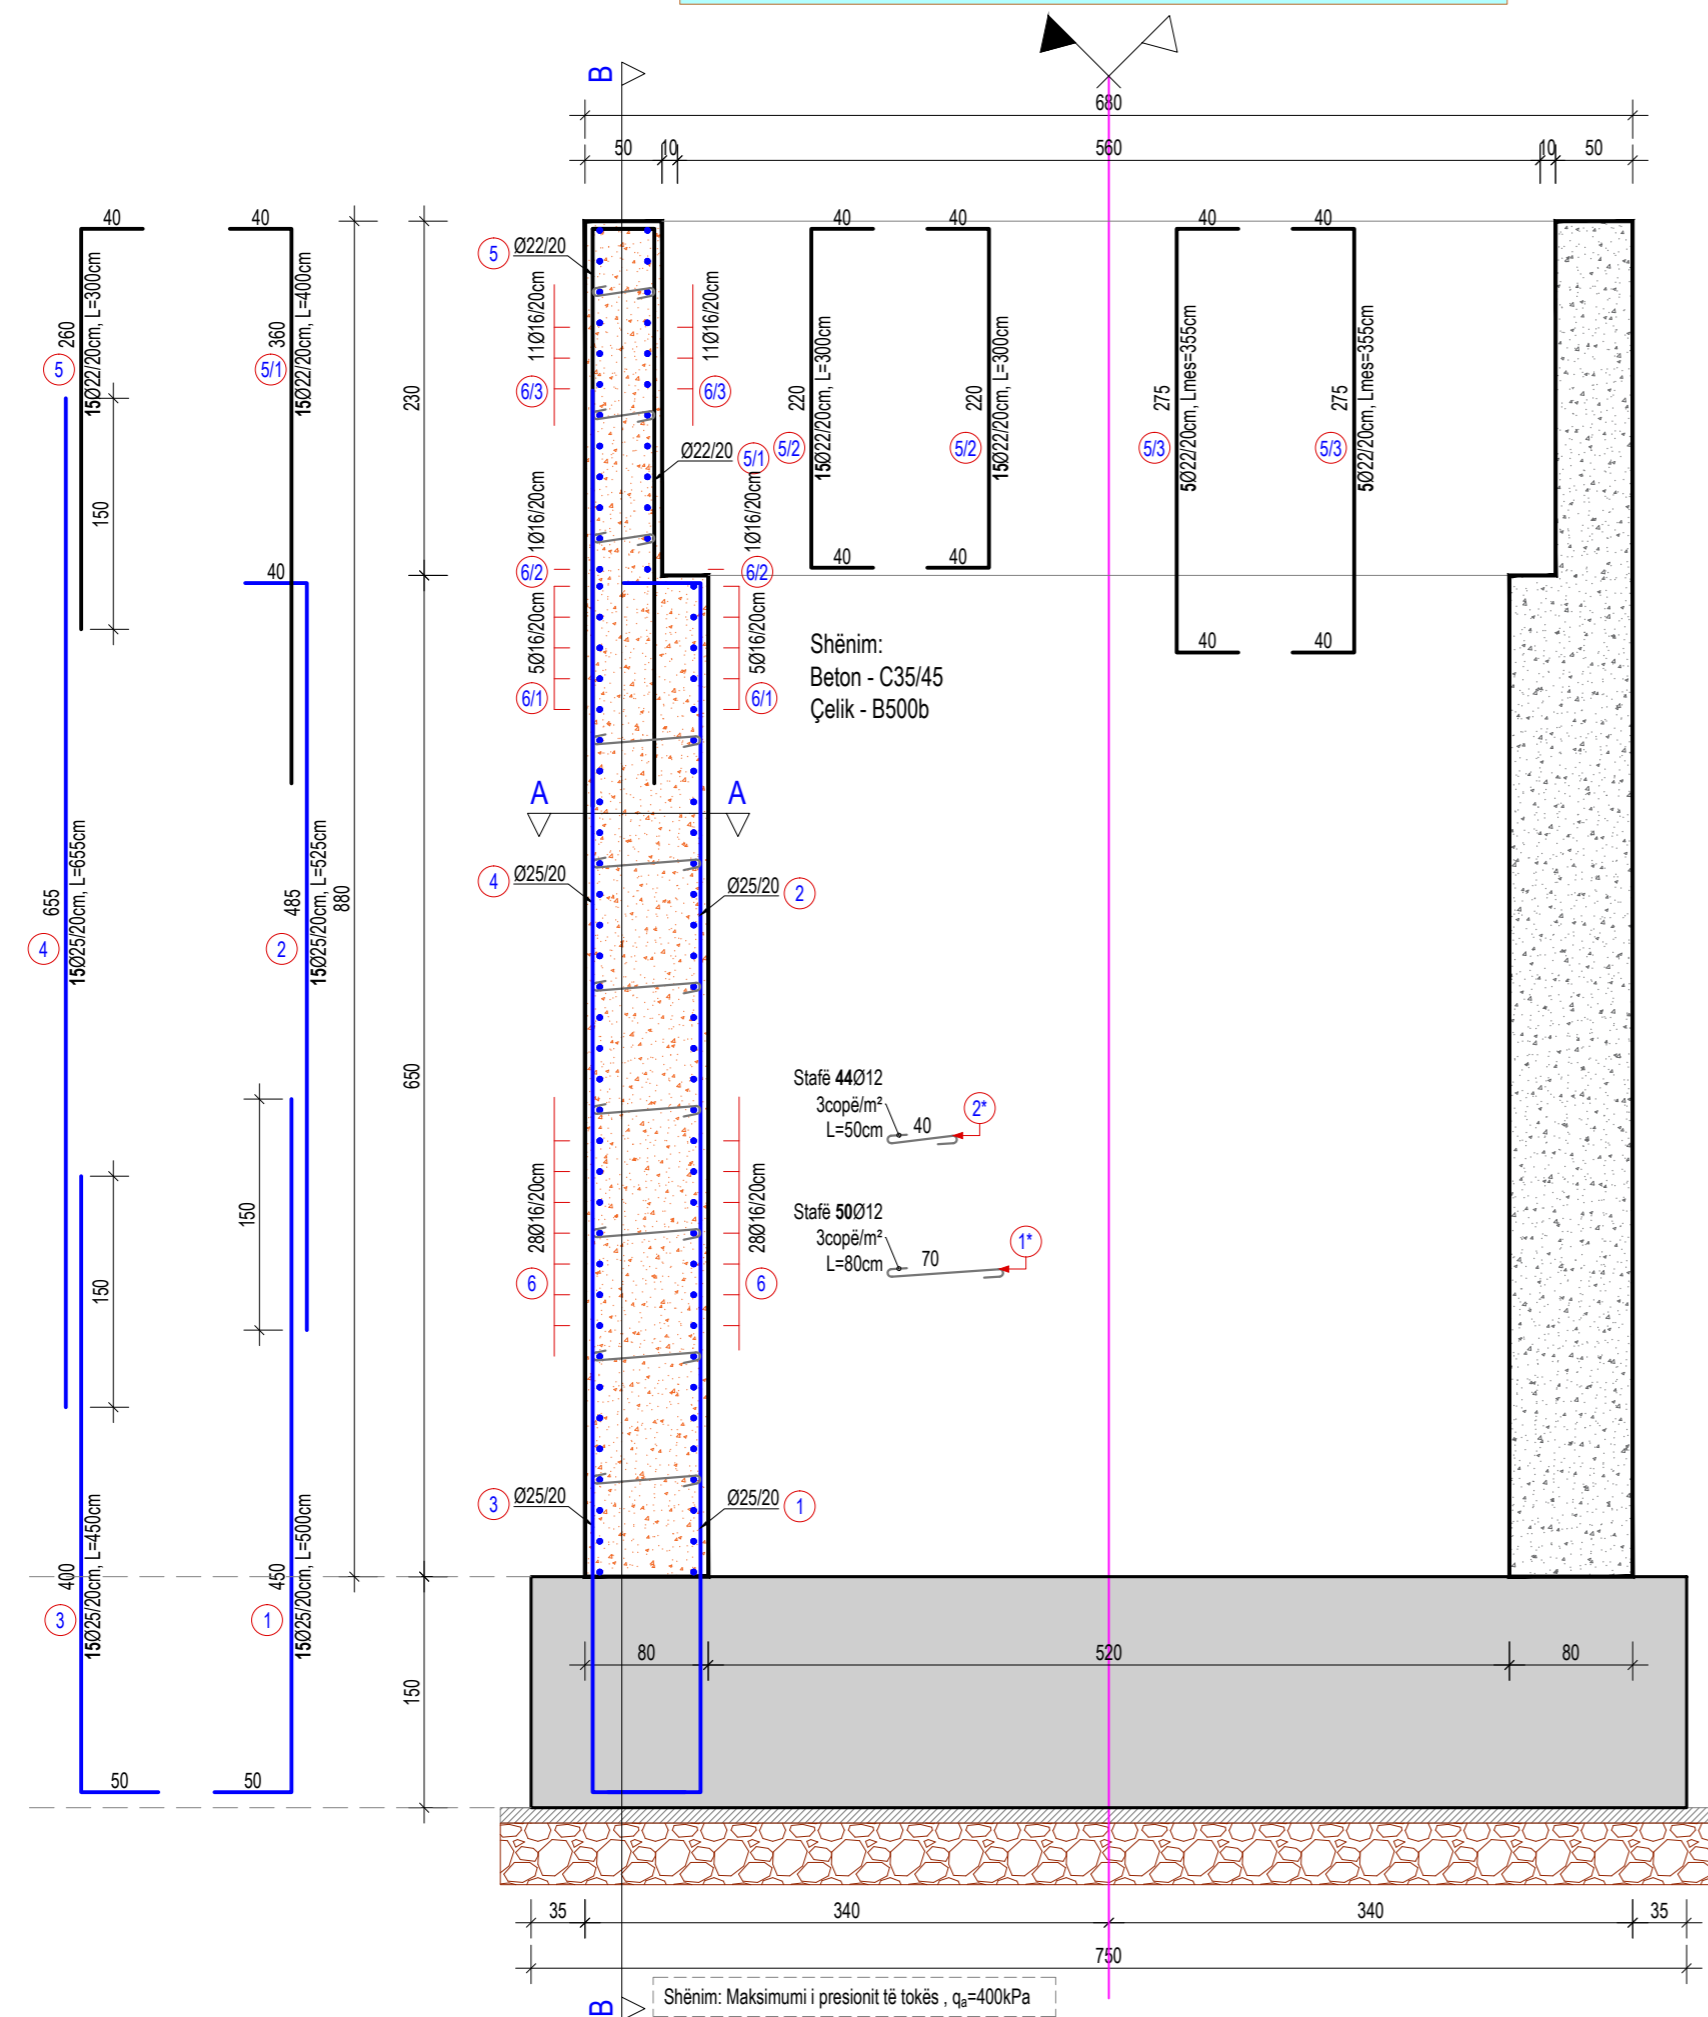 B
680
50
10
560
10
50
40
40
5
Ø22/20
40
40
40
40
260
15Ø22/20cm, L=300cm
5
360
15Ø22/20cm, L=400cm
5/1
230
11Ø16/20cm
6/3
11Ø16/20cm
6/3
220
15Ø22/20cm, L=300cm
5/2
220
15Ø22/20cm, L=300cm
5/2
275
5Ø22/20cm, Lmes=355cm
5/3
275
5Ø22/20cm, Lmes=355cm
5/3
Ø22/20
5/1
150
1Ø16/20cm
6/2
1Ø16/20cm
6/2
40
40
40
5Ø16/20cm
6/1
5Ø16/20cm
6/1
40
40
Shënim:
Beton - C35/45
Çelik - B500b
A
A
655
15Ø25/20cm, L=655cm
4
485
15Ø25/20cm, L=525cm
2
880
4
Ø25/20
Ø25/20
2
650
Stafë 44Ø12
3copë/m²
L=50cm
40
2*
150
150
28Ø16/20cm
6
28Ø16/20cm
6
Stafë 50Ø12
3copë/m²
L=80cm
70
1*
3
Ø25/20
Ø25/20
1
400
15Ø25/20cm, L=450cm
3
450
15Ø25/20cm, L=500cm
1
80
520
80
150
50
50
35
340
340
35
750
B
Shënim: Maksimumi i presionit të tokës , qₐ=400kPa